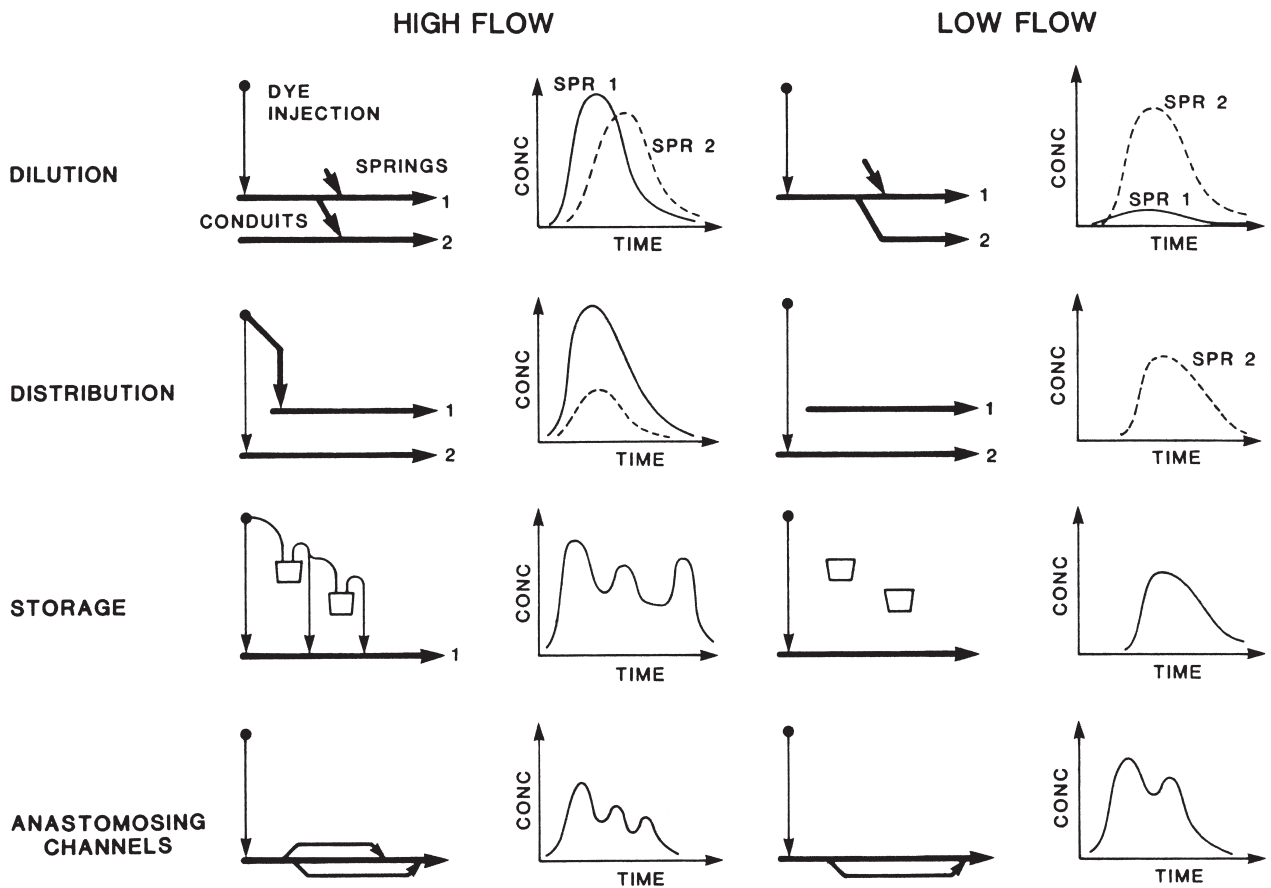 HIGH FLOW
LOW FLOW
DILUTION
DYE
INJECTION
SPRINGS
1
CONDUITS
2
CONC
SPR 1
SPR 2
TIME
1
2
CONC
SPR 2
SPR 1
TIME
DISTRIBUTION
1
2
CONC
TIME
1
2
CONC
SPR 2
TIME
STORAGE
1
CONC
TIME
CONC
TIME
ANASTOMOSING
CHANNELS
CONC
TIME
CONC
TIME